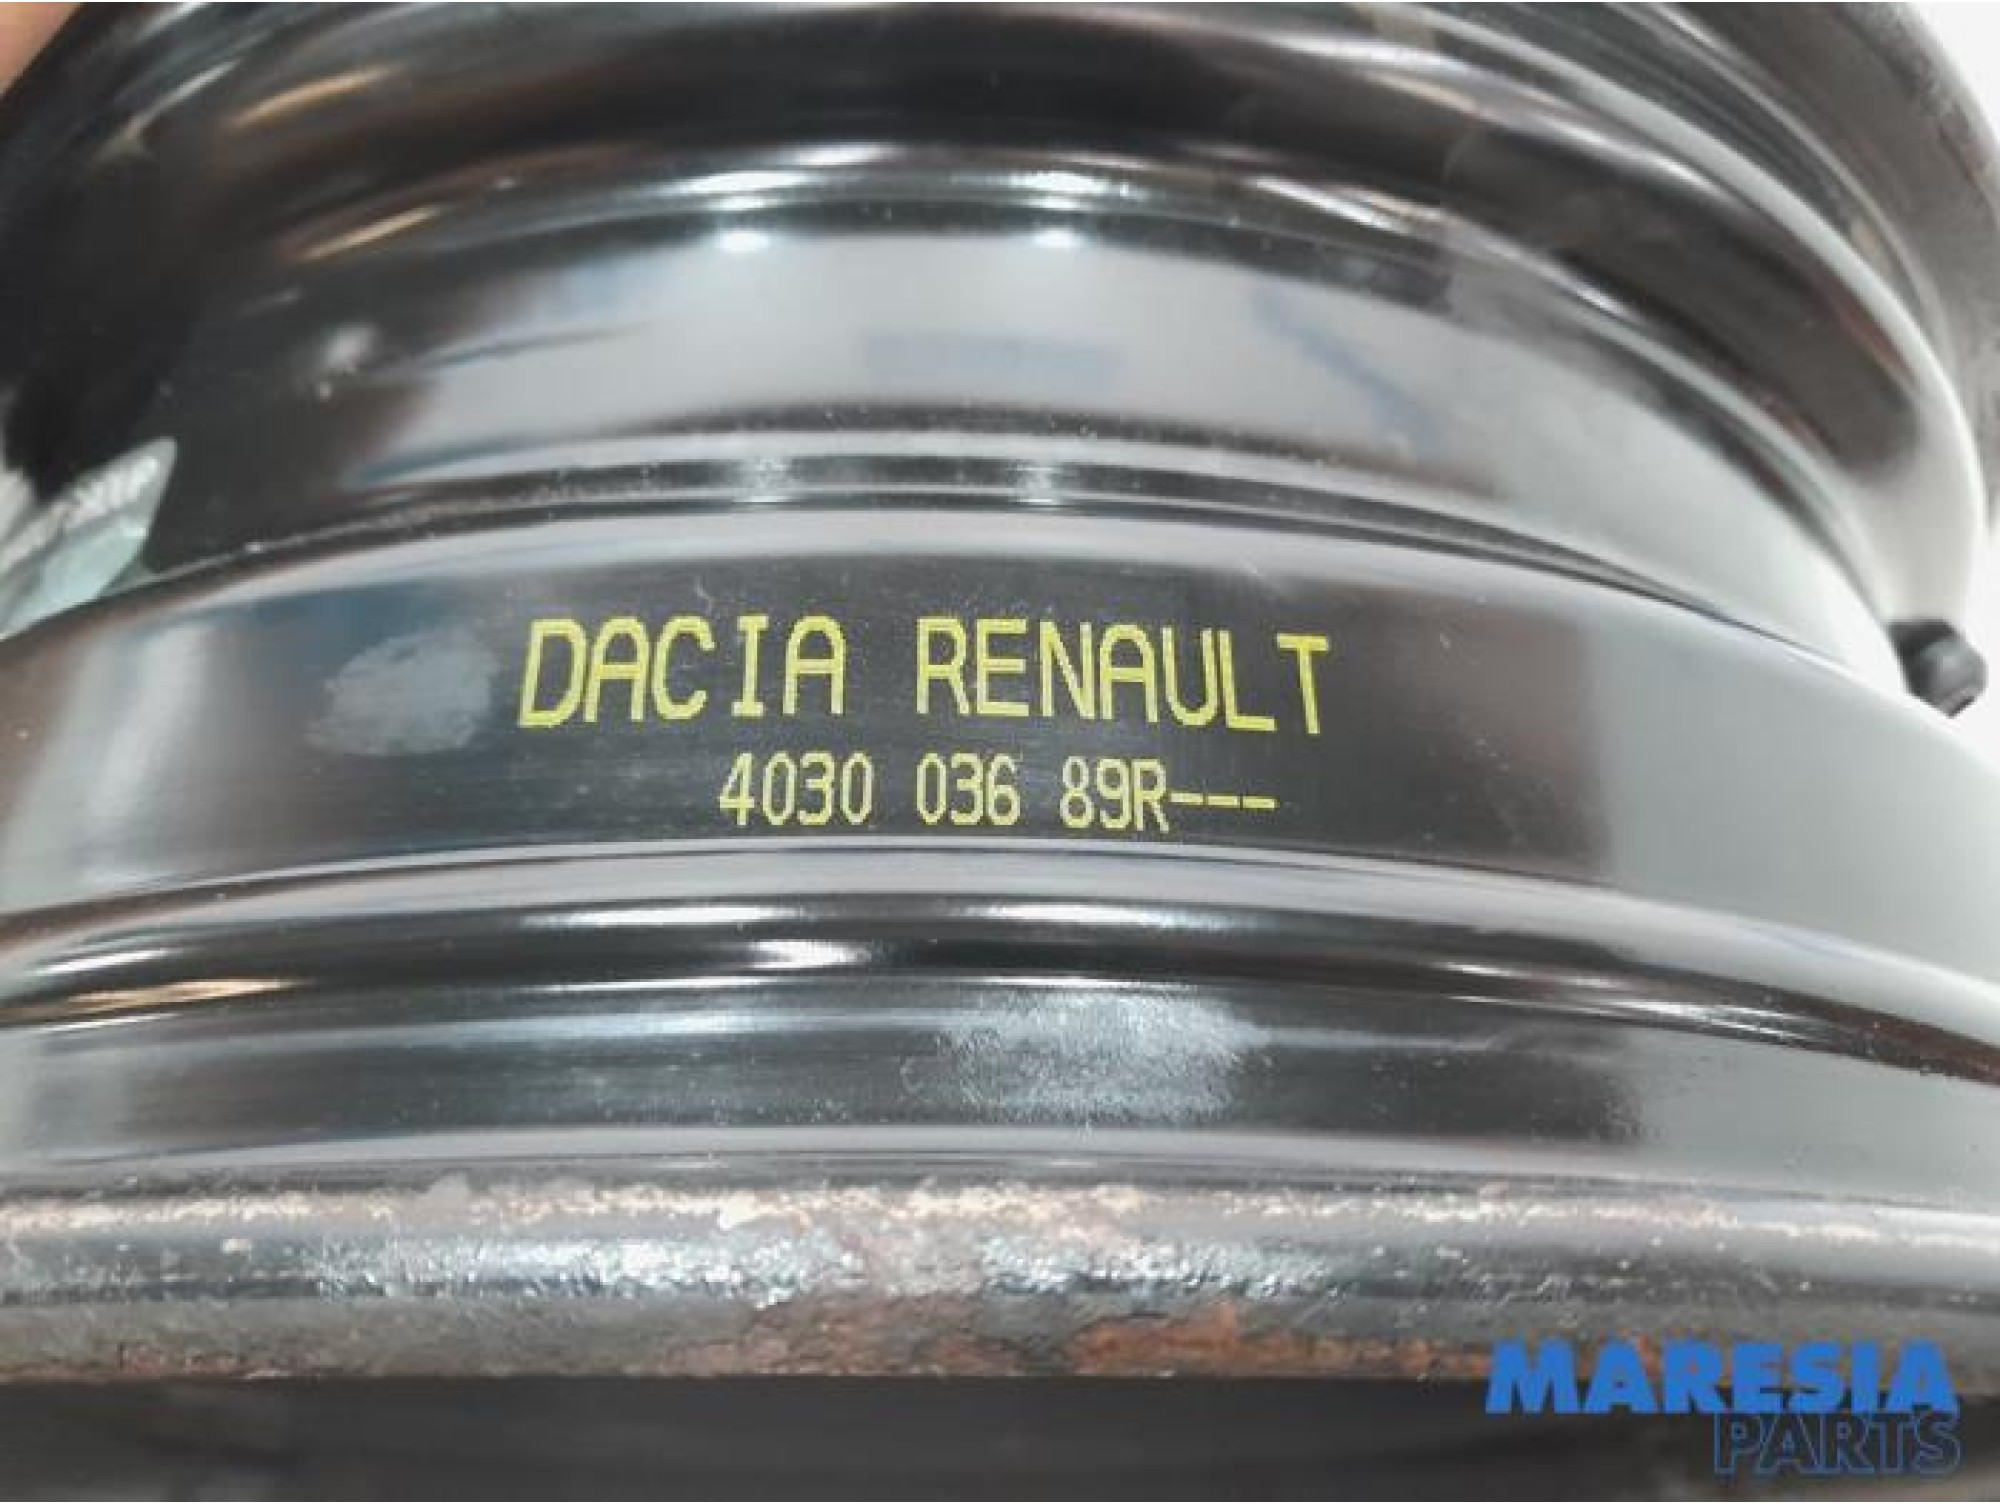 DACIA RENAULT
4030 036 89R---
MARESIA
PARTS